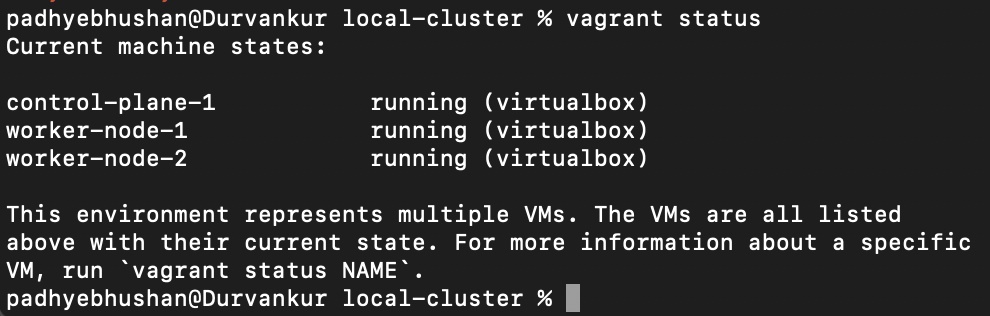 padhyebhushan@Durvankur local-cluster % vagrant status
Current machine states:
control-plane-1 running (virtualbox)
worker-node-1 running (virtualbox)
worker-node-2 running (virtualbox)
This environment represents multiple VMs. The VMs are all listed
above with their current state. For more information about a specific
VM, run `vagrant status NAME`.
padhyebhushan@Durvankur local-cluster %